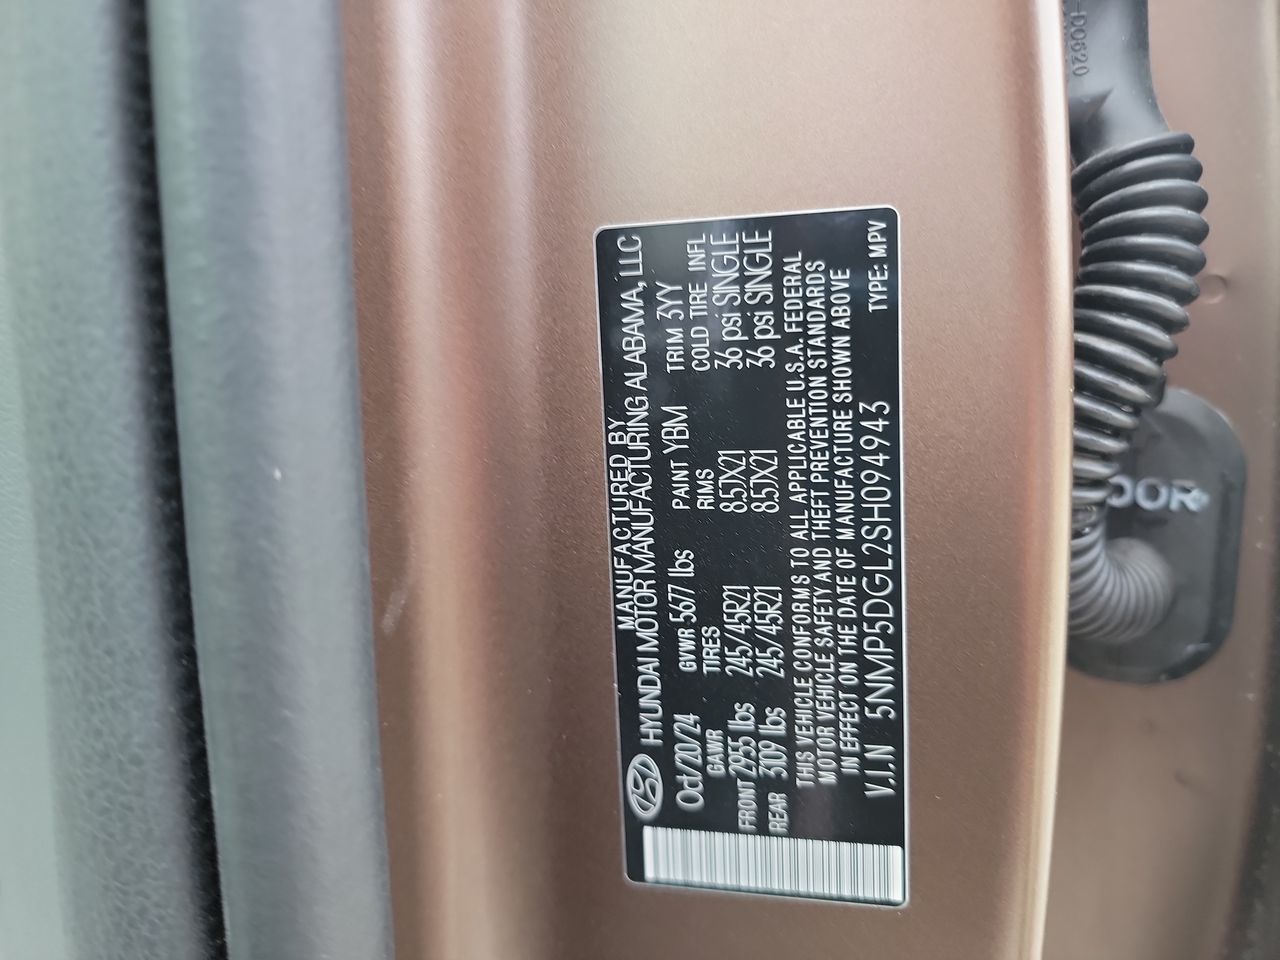 MANUFACTURED BY
HYUNDAI MOTOR MANUFACTURING ALABAMA, LLC
Oct/20/24 GVWR 5677 lbs PAINT YBM TRIM 3YY
GAWR TIRES RIMS COLD TIRE INFL
FRONT 2955 lbs 245/45R21 8.5JX21 36 psi SINGLE
REAR 3109 lbs 245/45R21 8.5JX21 36 psi SINGLE
THIS VEHICLE CONFORMS TO ALL APPLICABLE U.S.A. FEDERAL
MOTOR VEHICLE SAFETY AND THEFT PREVENTION STANDARDS
IN EFFECT ON THE DATE OF MANUFACTURE SHOWN ABOVE
V.I.N 5NMP5DGL2SH094943 TYPE: MPV
-D0620